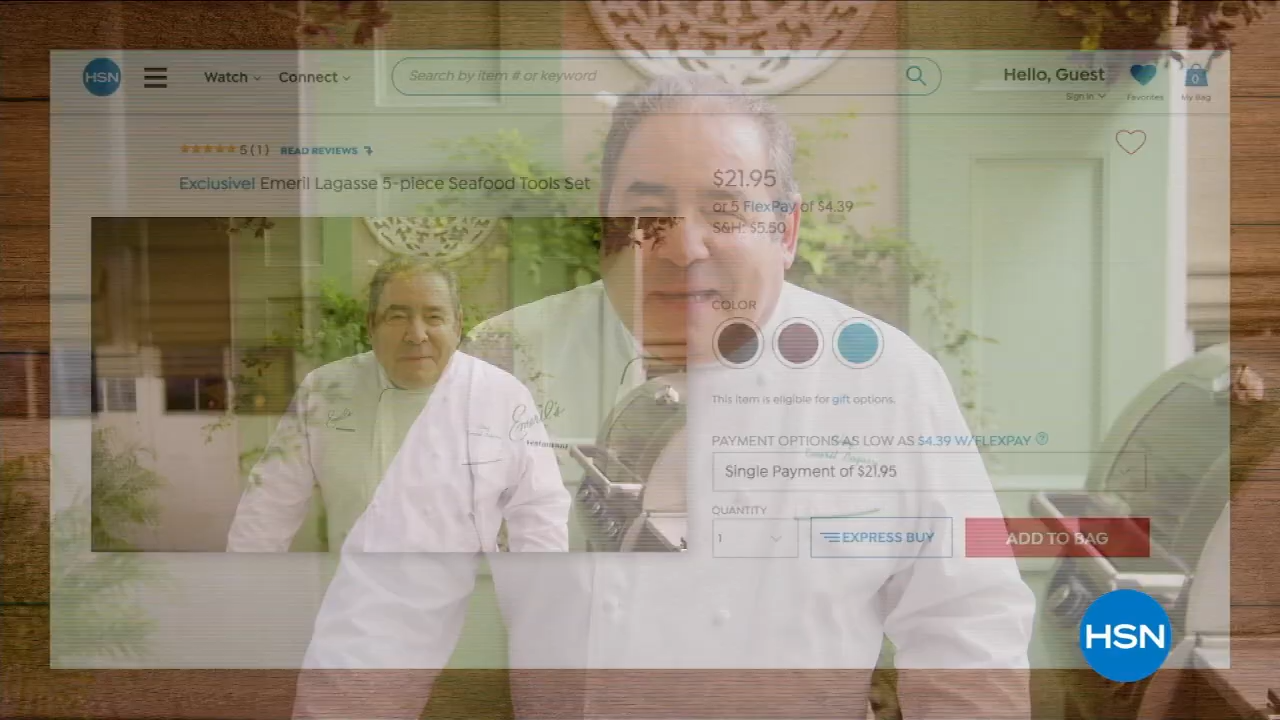 HSN
Watch
Connect
Search by item # or keyword
Hello, Guest
Sign in
Favorites
0
My Bag
5 (1) READ REVIEWS
Exclusive! Emeril Lagasse 5-piece Seafood Tools Set
$21.95
or 5 FlexPay of $4.39
S&H: $5.50
COLOR
Emeril's
Emeril's
restaurant
This item is eligible for gift options.
PAYMENT OPTIONS AS LOW AS $4.39 W/FLEXPAY
Single Payment of $21.95
QUANTITY
1
EXPRESS BUY
ADD TO BAG
HSN